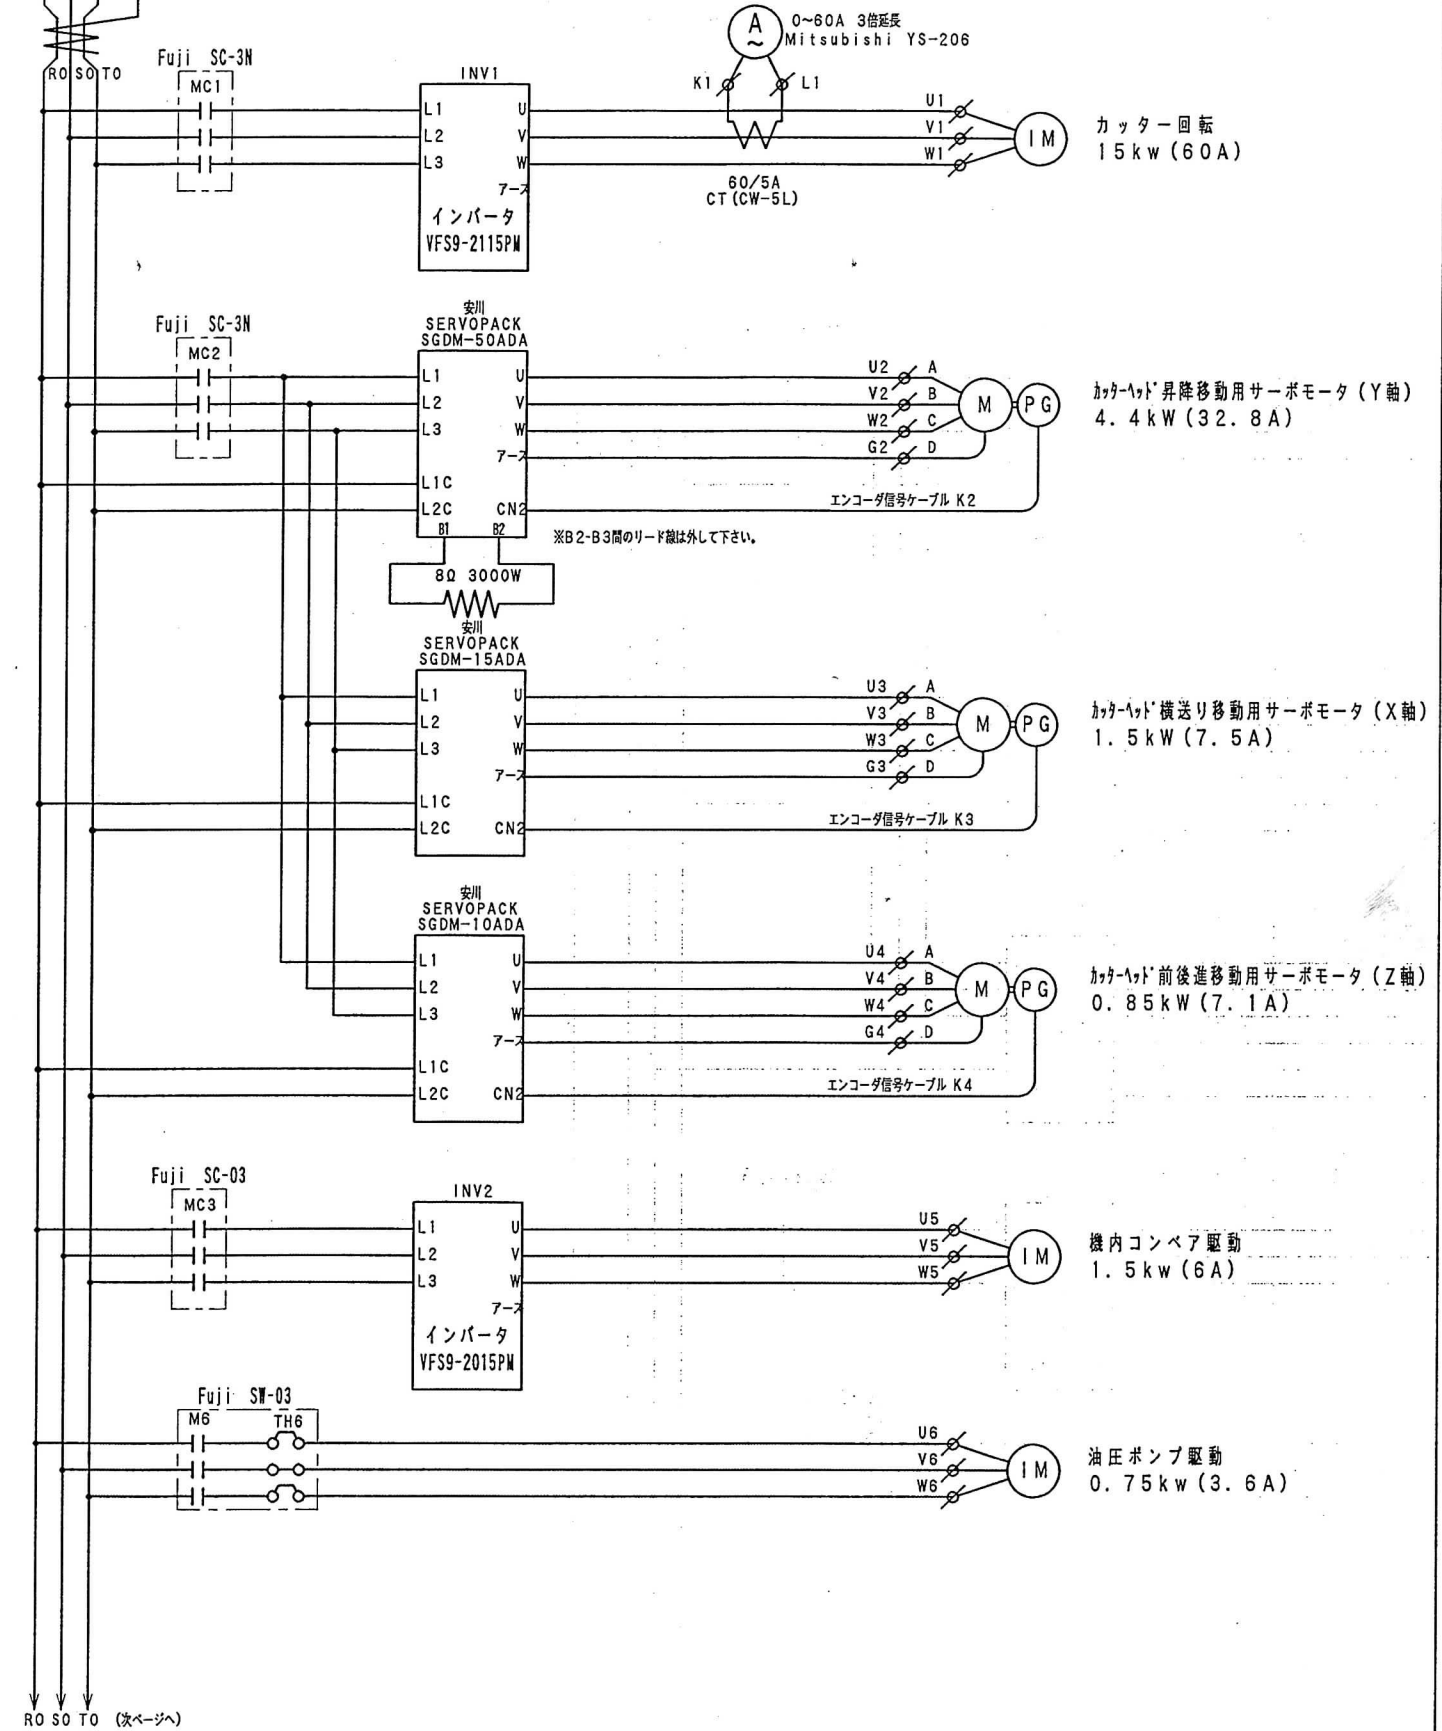 A
~
0~60A 3倍延長
Mitsubishi YS-206
K1
L1
R0 S0 T0
Fuji SC-3N
MC1
INV1
L1
L2
L3
U
V
W
アース
インバータ
VFS9-2115PM
60/5A
CT(CW-5L)
U1
V1
W1
IM
カッター回転
15kw(60A)
Fuji SC-3N
MC2
安川
SERVOPACK
SGDM-50ADA
L1
L2
L3
L1C
L2C
U
V
W
アース
CN2
B1
B2
8Ω 3000W
※B2-B3間のリード線は外して下さい。
U2 A
V2 B
W2 C
G2 D
M
PG
エンコーダ信号ケーブル K2
カッターヘッド昇降移動用サーボモータ(Y軸)
4.4kW(32.8A)
安川
SERVOPACK
SGDM-15ADA
L1
L2
L3
L1C
L2C
U
V
W
アース
CN2
U3 A
V3 B
W3 C
G3 D
M
PG
エンコーダ信号ケーブル K3
カッターヘッド横送り移動用サーボモータ(X軸)
1.5kW(7.5A)
安川
SERVOPACK
SGDM-10ADA
L1
L2
L3
L1C
L2C
U
V
W
アース
CN2
U4 A
V4 B
W4 C
G4 D
M
PG
エンコーダ信号ケーブル K4
カッターヘッド前後進移動用サーボモータ(Z軸)
0.85kW(7.1A)
Fuji SC-03
MC3
INV2
L1
L2
L3
U
V
W
アース
インバータ
VFS9-2015PM
U5
V5
W5
IM
機内コンベア駆動
1.5kw(6A)
Fuji SW-03
M6
TH6
U6
V6
W6
IM
油圧ポンプ駆動
0.75kw(3.6A)
R0 S0 T0 (次ページへ)